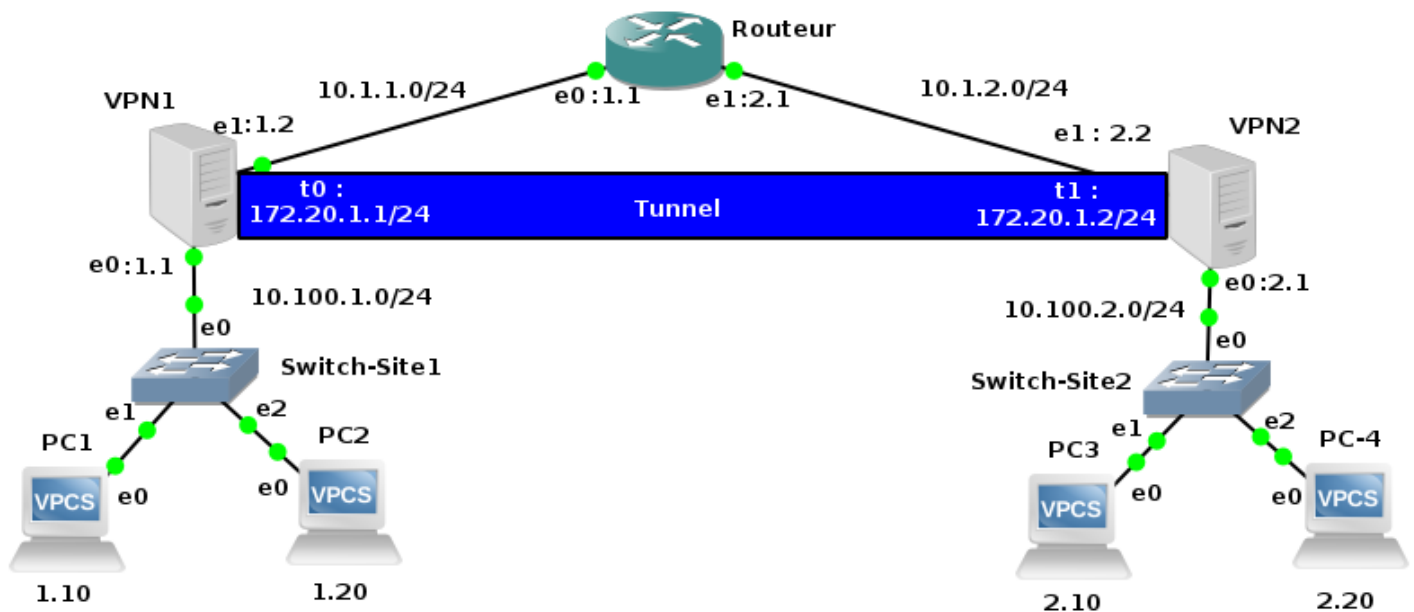 Routeur
10.1.1.0/24
e0:1.1
e1:2.1
10.1.2.0/24
VPN1
e1:1.2
e1 : 2.2
VPN2
t0 :
172.20.1.1/24
Tunnel
t1 :
172.20.1.2/24
e0:1.1
10.100.1.0/24
e0
Switch-Site1
e1
e2
PC1
PC2
VPCS
e0
e0
VPCS
1.10
1.20
e0:2.1
10.100.2.0/24
e0
Switch-Site2
e1
e2
PC3
PC-4
VPCS
e0
e0
VPCS
2.10
2.20